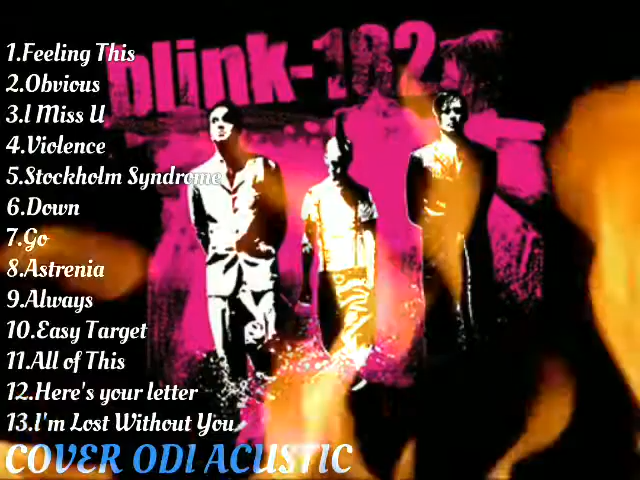 blink-182
1.Feeling This
2.Obvious
3.I Miss U
4.Violence
5.Stockholm Syndrome
6.Down
7.Go
8.Astrenia
9.Always
10.Easy Target
11.All of This
12.Here's your letter
13.I'm Lost Without You
COVER ODI ACUSTIC